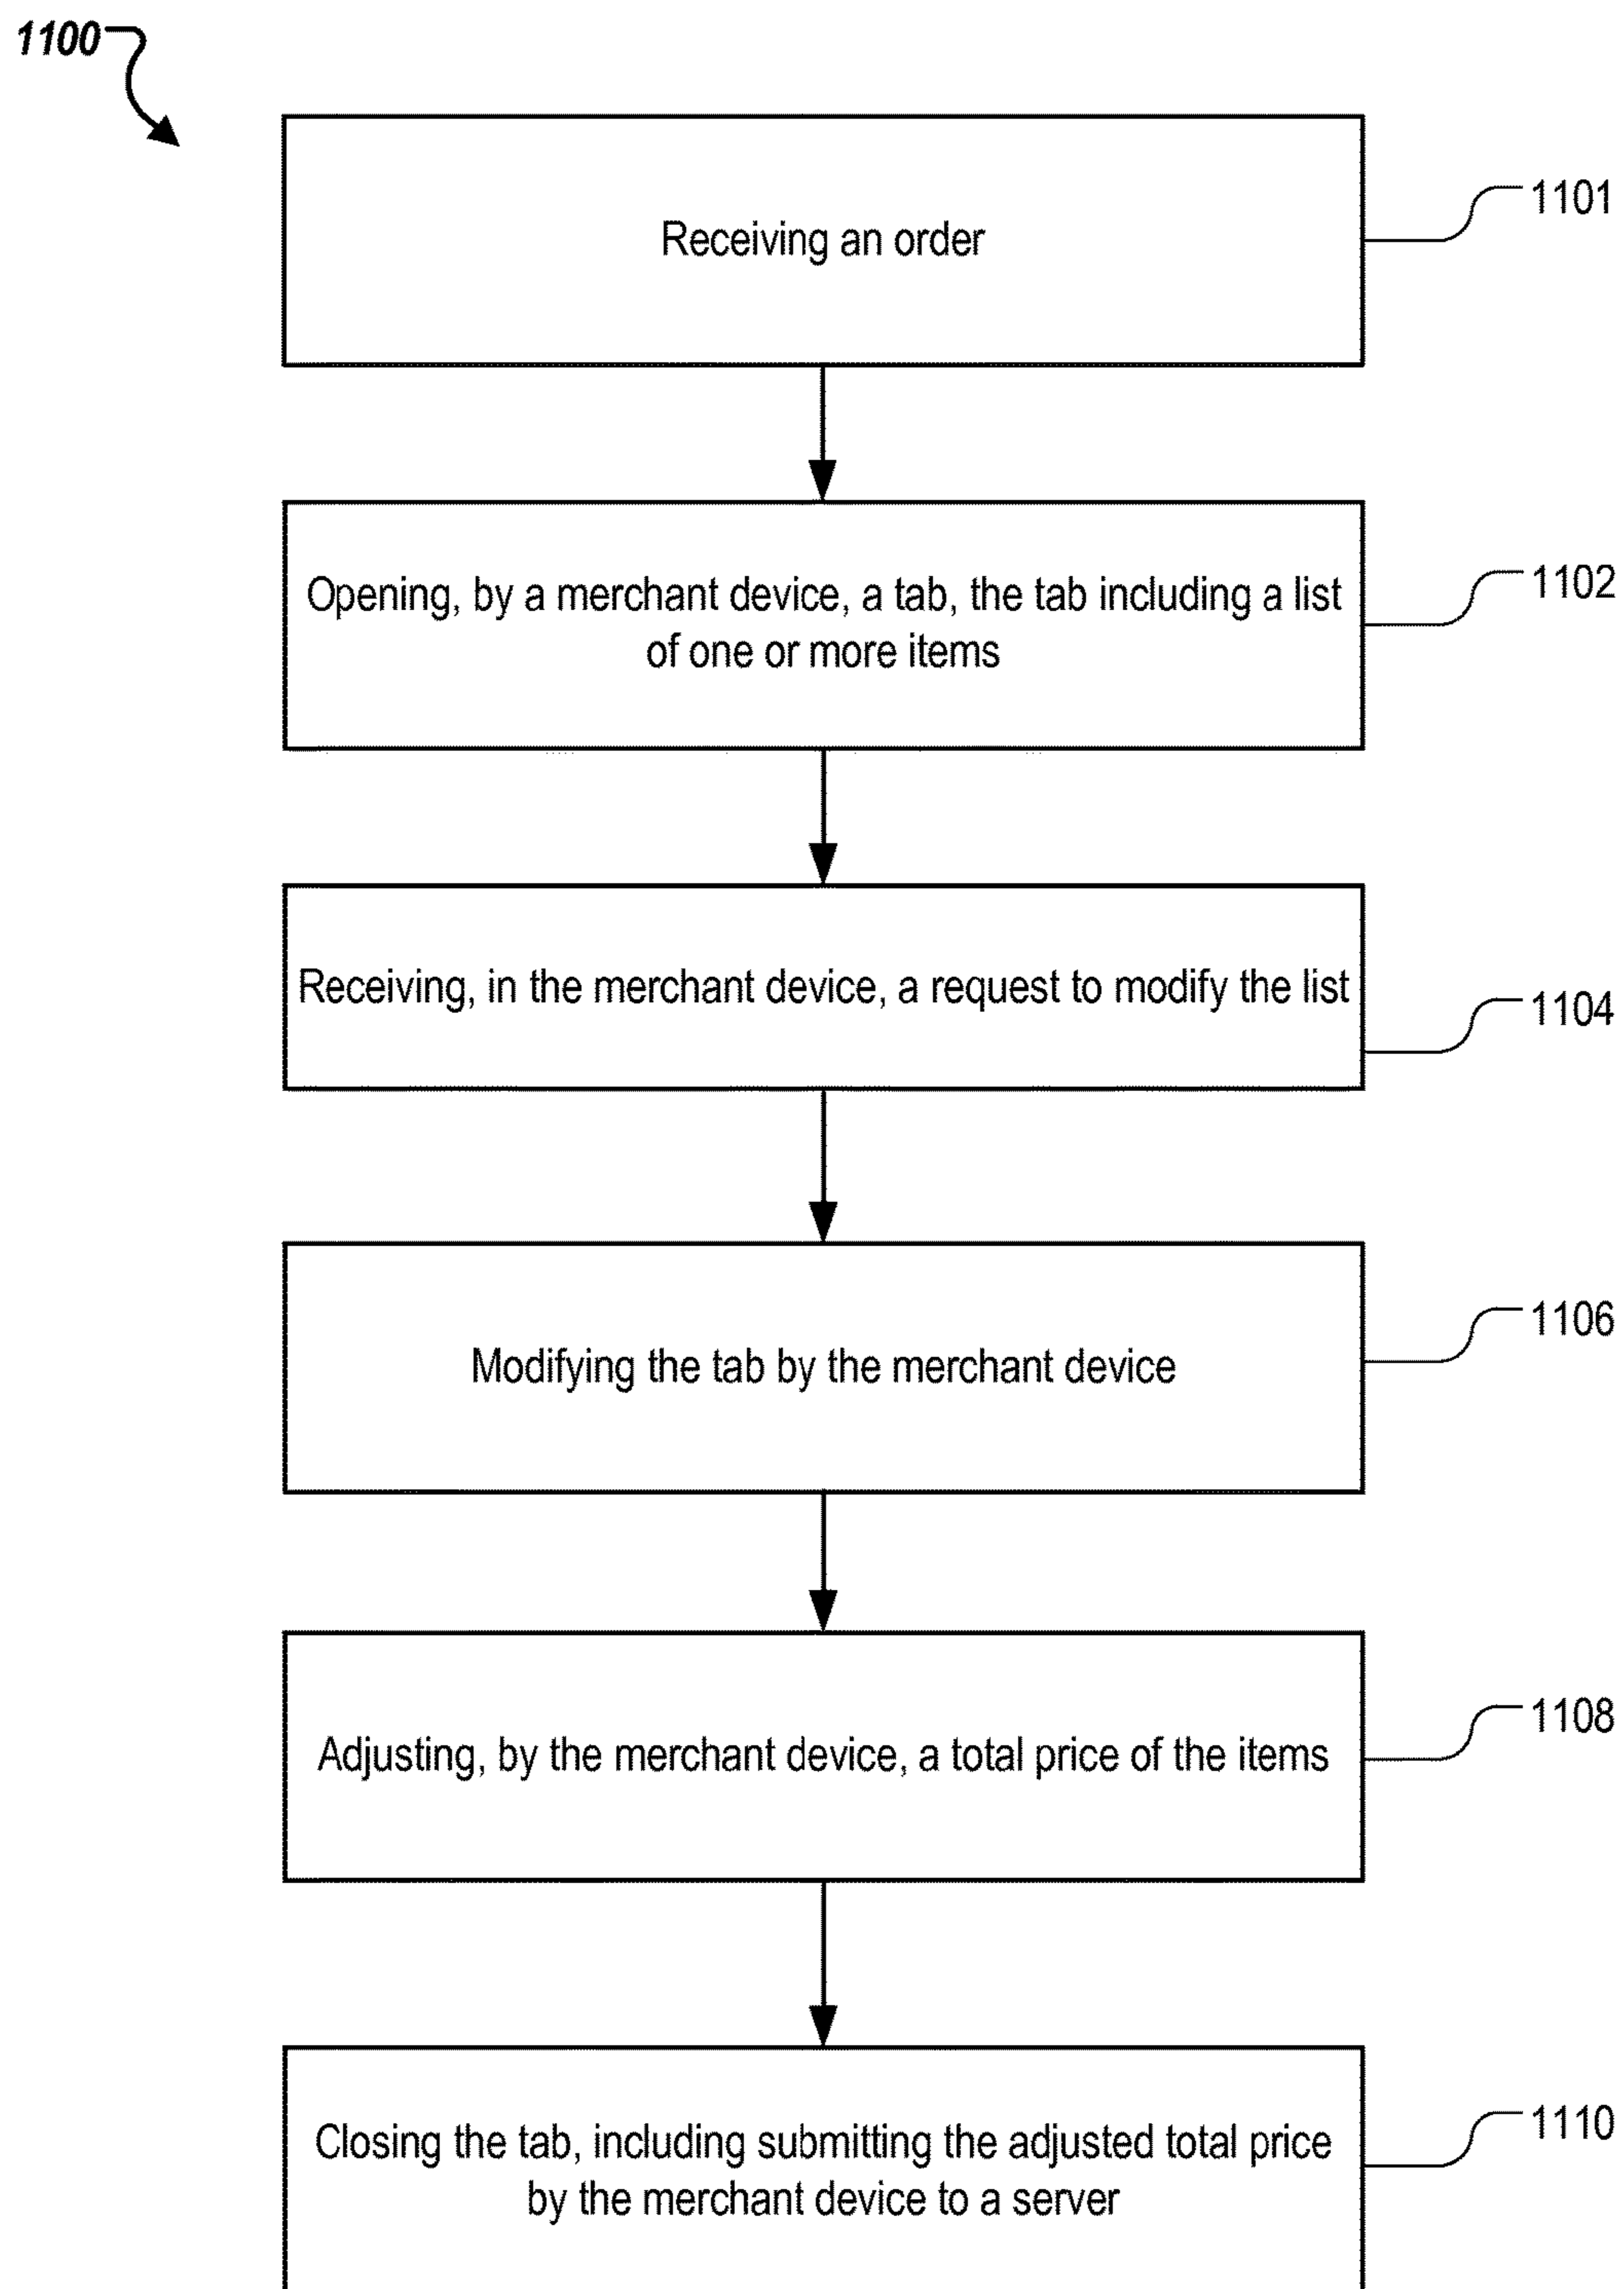 1100
Receiving an order
1101
Opening, by a merchant device, a tab, the tab including a list
of one or more items
1102
Receiving, in the merchant device, a request to modify the list
1104
Modifying the tab by the merchant device
1106
Adjusting, by the merchant device, a total price of the items
1108
Closing the tab, including submitting the adjusted total price
by the merchant device to a server
1110